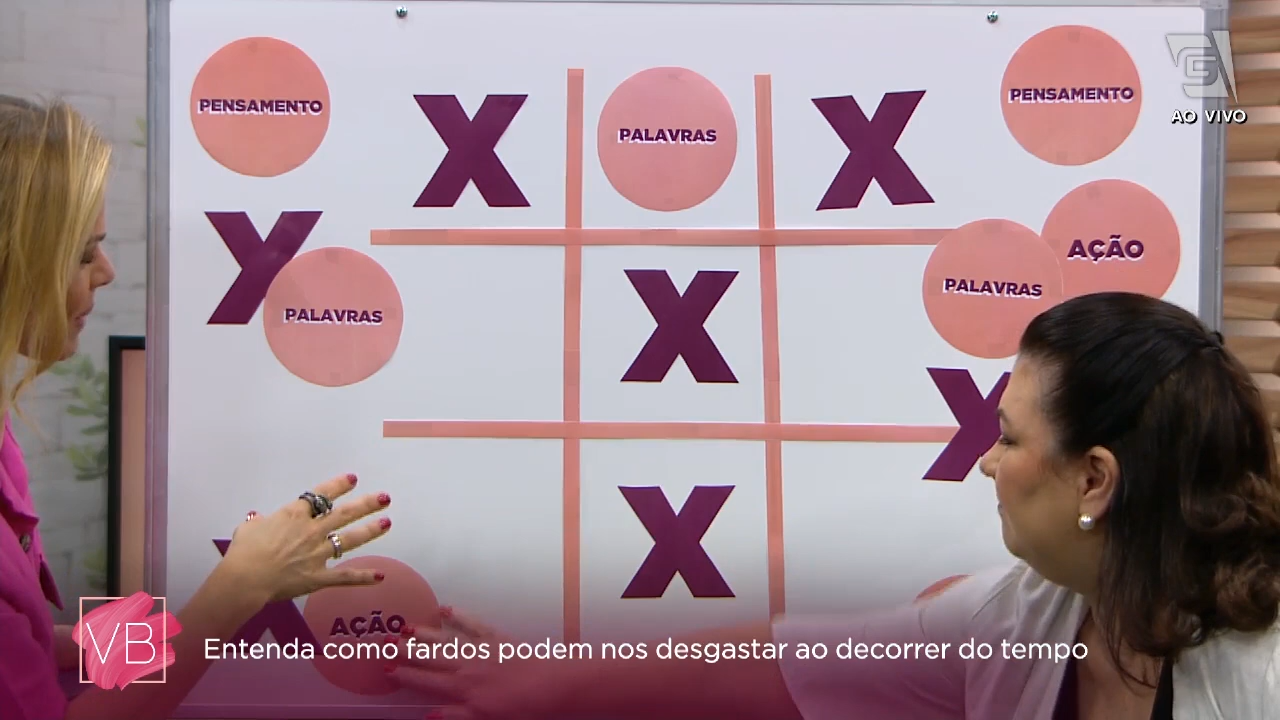 PENSAMENTO
X
PALAVRAS
X
PENSAMENTO
AO VIVO
X
PALAVRAS
X
PALAVRAS
AÇÃO
X
X
X
AÇÃO
VB
Entenda como fardos podem nos desgastar ao decorrer do tempo